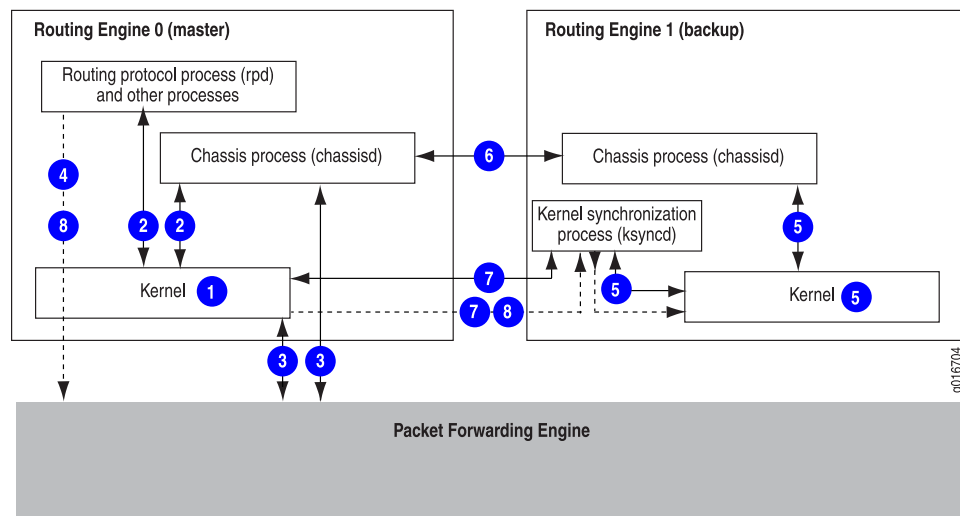 Routing Engine 0 (master)
Routing protocol process (rpd)
and other processes
Chassis process (chassisd)
4
8
2
2
Kernel 1
3
3
6
7
7
8
Routing Engine 1 (backup)
Chassis process (chassisd)
Kernel synchronization
process (ksyncd)
5
5
Kernel 5
g016704
Packet Forwarding Engine